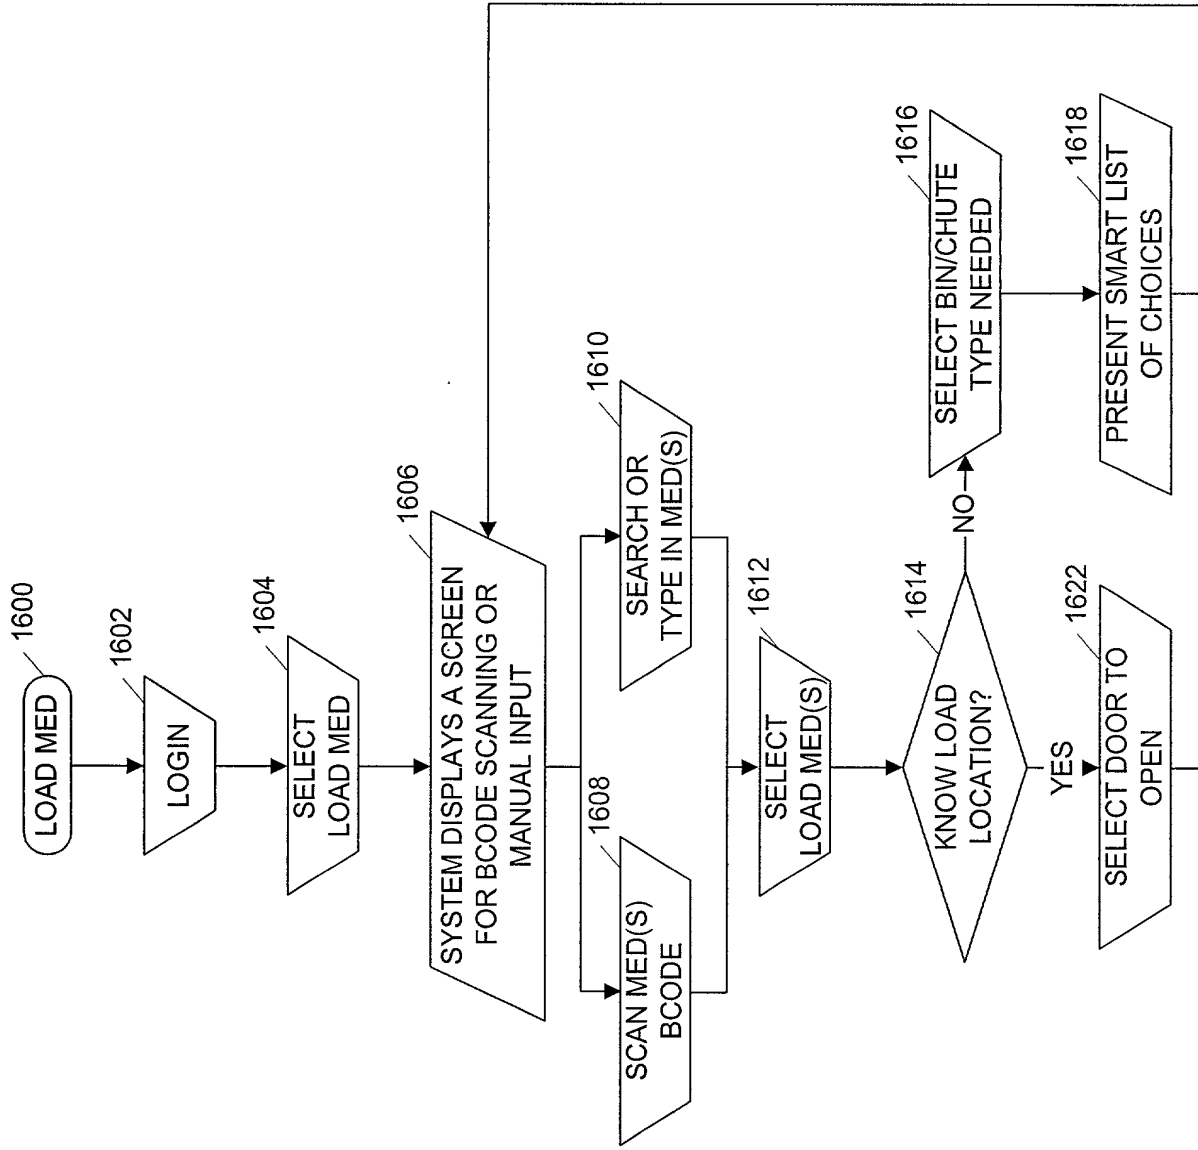 1600
LOAD MED
1602
LOGIN
1604
SELECT
LOAD MED
1606
SYSTEM DISPLAYS A SCREEN
FOR BCODE SCANNING OR
MANUAL INPUT
1608
SCAN MED(S)
BCODE
1610
SEARCH OR
TYPE IN MED(S)
1612
SELECT
LOAD MED(S)
1614
KNOW LOAD
LOCATION?
NO
YES
1616
SELECT BIN/CHUTE
TYPE NEEDED
1618
PRESENT SMART LIST
OF CHOICES
1622
SELECT DOOR TO
OPEN